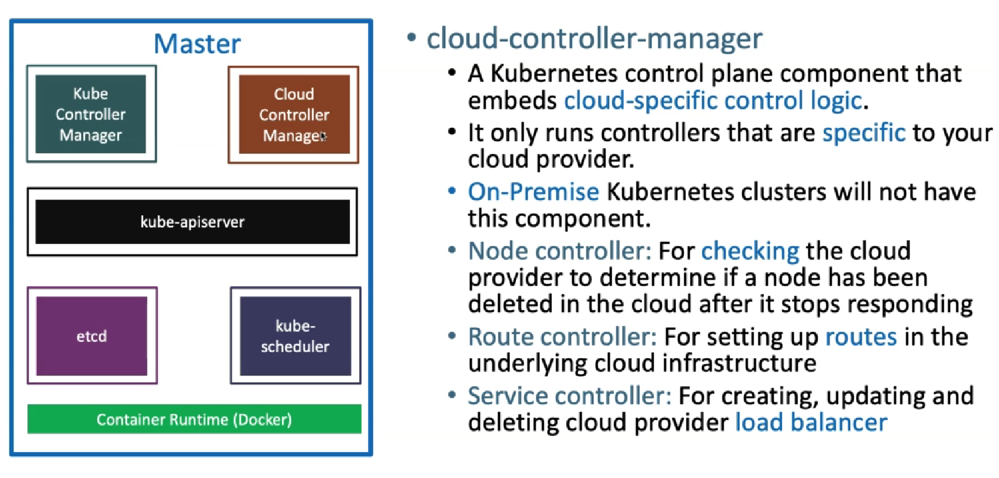 Master
Kube
Controller
Manager
Cloud
Controller
Manager
kube-apiserver
etcd
kube-
scheduler
Container Runtime (Docker)
• cloud-controller-manager
• A Kubernetes control plane component that
embeds cloud-specific control logic.
• It only runs controllers that are specific to your
cloud provider.
• On-Premise Kubernetes clusters will not have
this component.
• Node controller: For checking the cloud
provider to determine if a node has been
deleted in the cloud after it stops responding
• Route controller: For setting up routes in the
underlying cloud infrastructure
• Service controller: For creating, updating and
deleting cloud provider load balancer